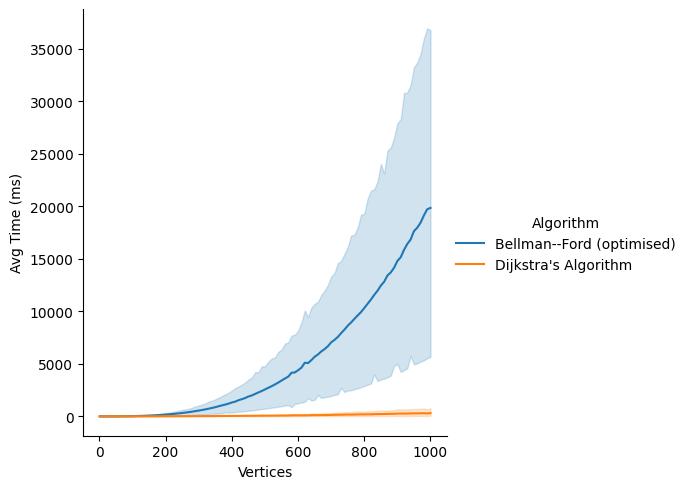 35000
30000
25000
20000
15000
10000
5000
0
Avg Time (ms)
0 200 400 600 800 1000
Vertices
Algorithm
Bellman--Ford (optimised)
Dijkstra's Algorithm